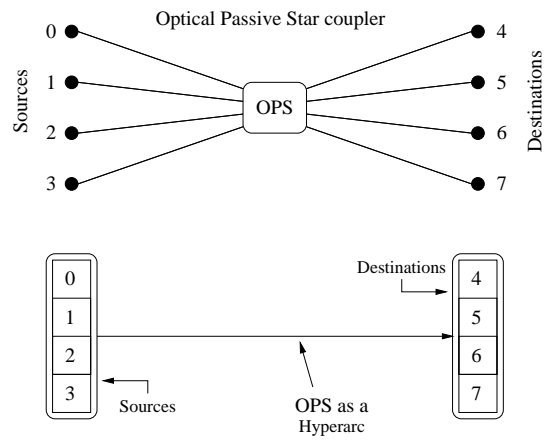 Optical Passive Star coupler
0
4
1
5
Sources
OPS
Destinations
2
6
3
7
0
4
Destinations
1
5
2
6
3
7
Sources
OPS as a
Hyperarc